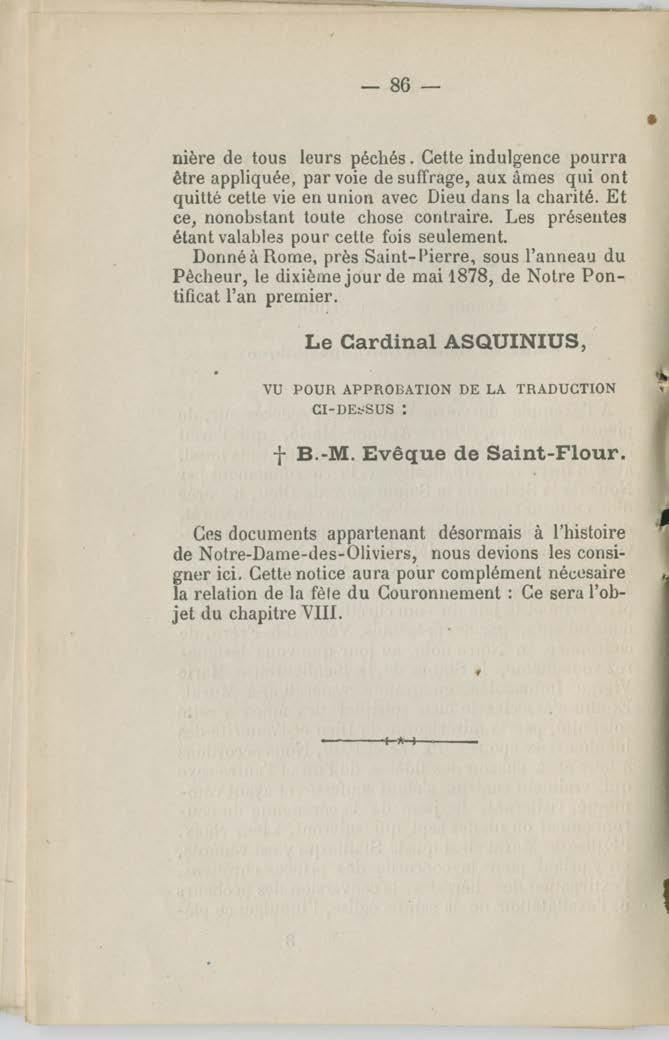 — 86 —
nière de tous leurs péchés. Cette indulgence pourra
être appliquée, par voie de suffrage, aux âmes qui ont
quitté cette vie en union avec Dieu dans la charité. Et
ce, nonobstant toute chose contraire. Les présentes
étant valables pour cette fois seulement.
Donné à Rome, près Saint-Pierre, sous l'anneau du
Pêcheur, le dixième jour de mai 1878, de Notre Pon-
tificat l'an premier.
Le Cardinal ASQUINIUS,
VU POUR APPROBATION DE LA TRADUCTION
CI-DESSUS :
† B.-M. Evêque de Saint-Flour.
Ces documents appartenant désormais à l'histoire
de Notre-Dame-des-Oliviers, nous devions les consi-
gner ici. Cette notice aura pour complément nécesaire
la relation de la fête du Couronnement : Ce sera l'ob-
jet du chapitre VIII.